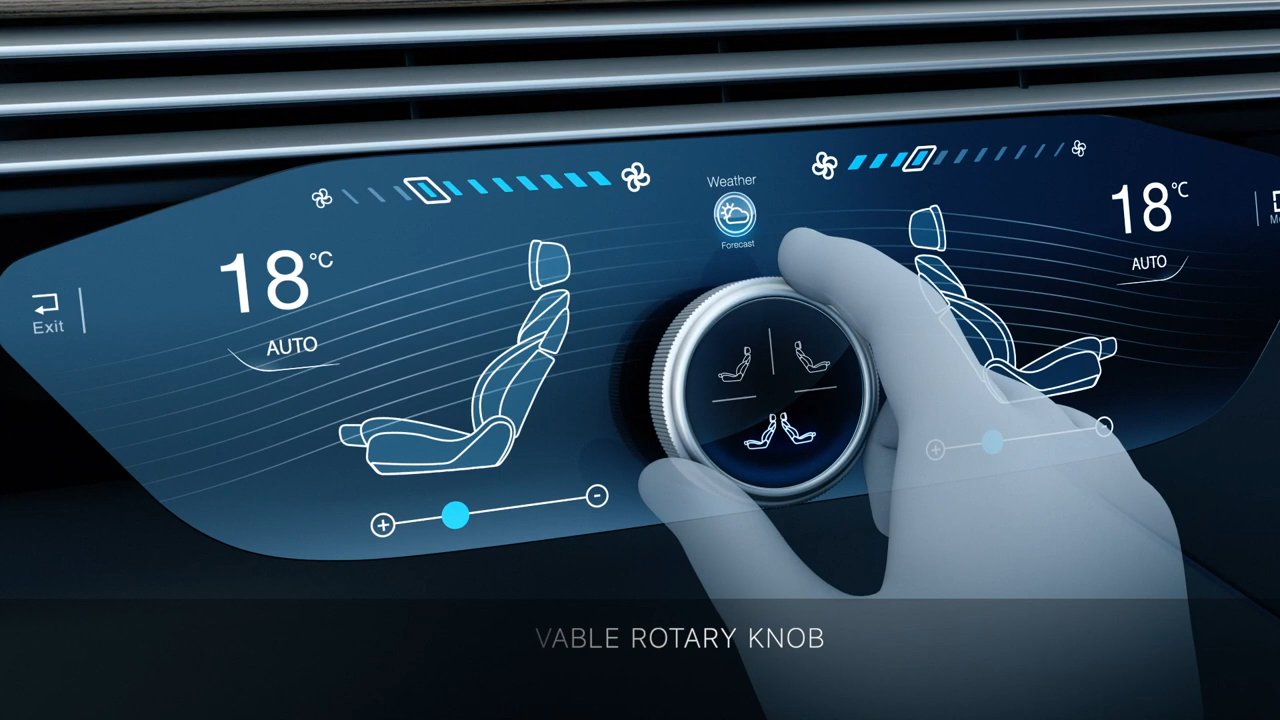 Weather
Forecast
18°C
AUTO
Exit
18°C
AUTO
VABLE ROTARY KNOB